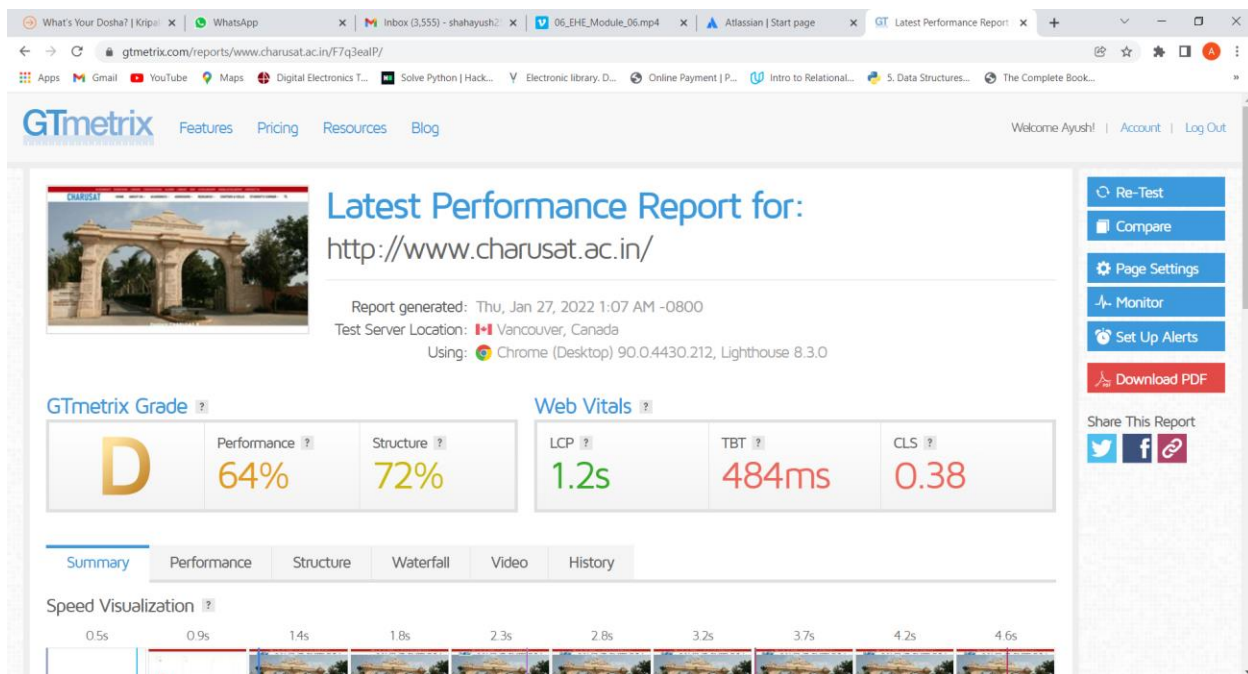 What's Your Dosha? | Kripal
WhatsApp
Inbox (3,555) - shahayush2
06_EHE_Module_06.mp4
Atlassian | Start page
Latest Performance Report
gtmetrix.com/reports/www.charusat.ac.in/F7q3ealP/
Apps Gmail YouTube Maps Digital Electronics T... Solve Python | Hack... Electronic library. D... Online Payment | P... Intro to Relational... 5. Data Structures... The Complete Book...
GTmetrix Features Pricing Resources Blog
Welcome Ayush! | Account | Log Out
CHARUSAT
Latest Performance Report for:
http://www.charusat.ac.in/
Report generated: Thu, Jan 27, 2022 1:07 AM -0800
Test Server Location: Vancouver, Canada
Using: Chrome (Desktop) 90.0.4430.212, Lighthouse 8.3.0
Re-Test
Compare
Page Settings
Monitor
Set Up Alerts
Download PDF
Share This Report
GTmetrix Grade ?
D
Performance ?
64%
Structure ?
72%
Web Vitals ?
LCP ?
1.2s
TBT ?
484ms
CLS ?
0.38
Summary Performance Structure Waterfall Video History
Speed Visualization ?
0.5s 0.9s 1.4s 1.8s 2.3s 2.8s 3.2s 3.7s 4.2s 4.6s